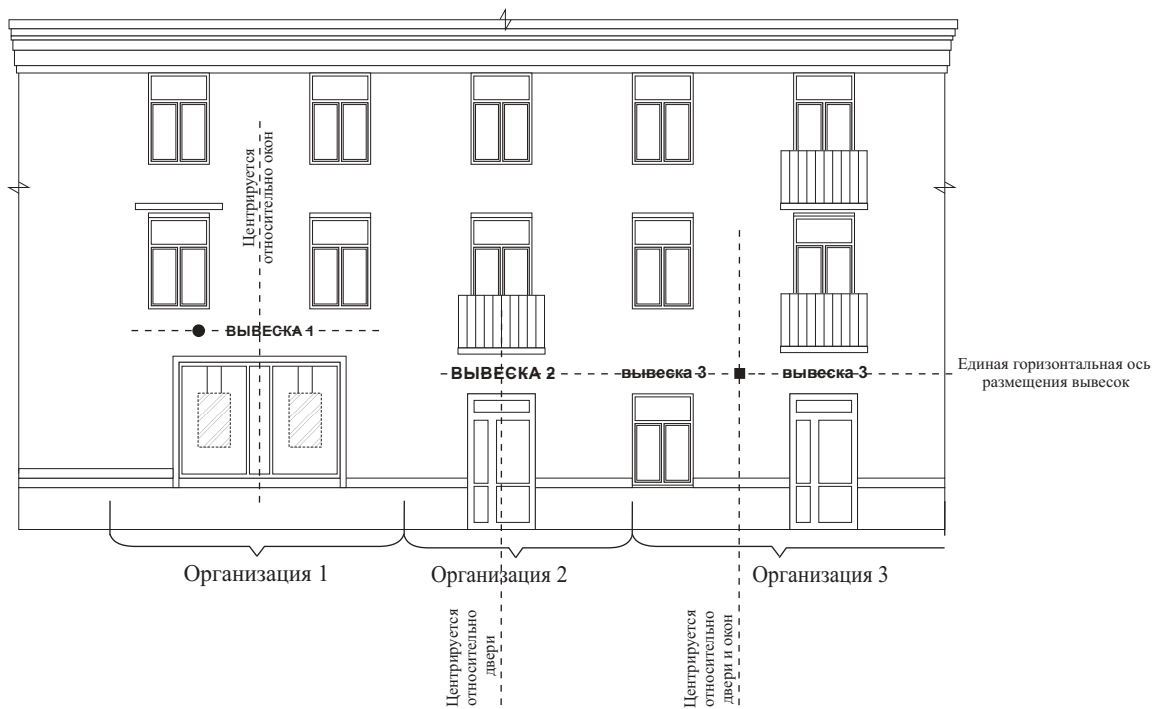 Центрируется
относительно окон
ВЫВЕСКА 1
ВЫВЕСКА 2
вывеска 3
вывеска 3
Единая горизонтальная ось
размещения вывесок
Организация 1
Организация 2
Организация 3
Центрируется
относительно
двери
Центрируется
относительно
двери и окон